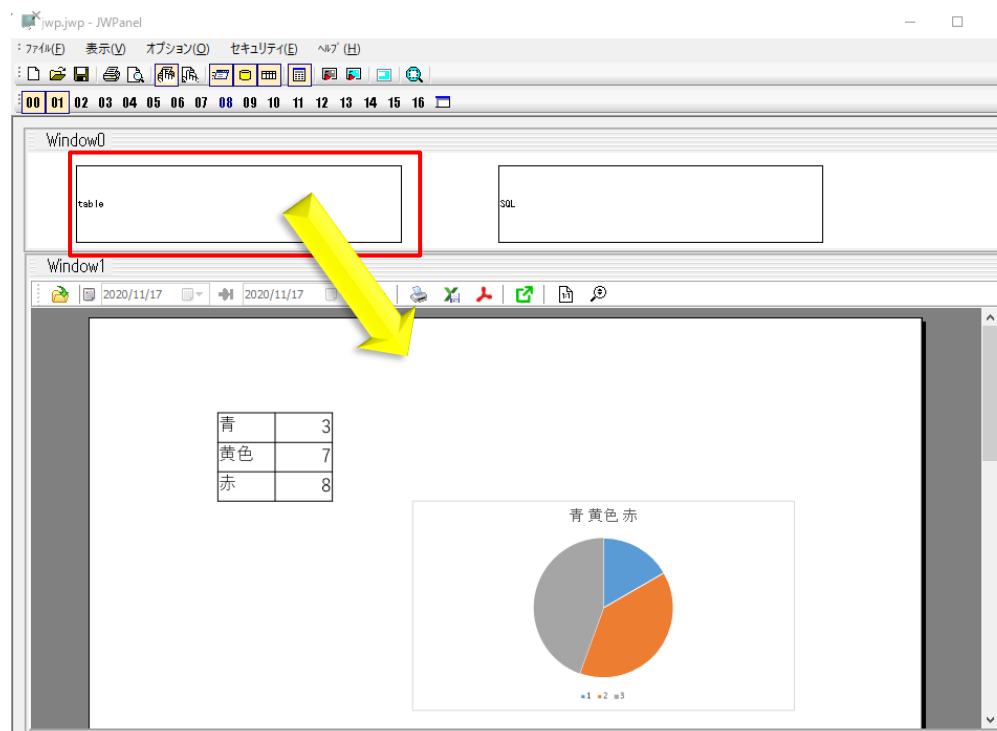 jwp.jwp - JWPanel
ﾌｧｲﾙ(F) 表示(V) オプション(O) セキュリティ(E) ﾍﾙﾌﾟ(H)
00 01 02 03 04 05 06 07 08 09 10 11 12 13 14 15 16
Window0
table SQL
Window1
2020/11/17 2020/11/17
青 3
黄色 7
赤 8
青 黄色 赤
1 2 3